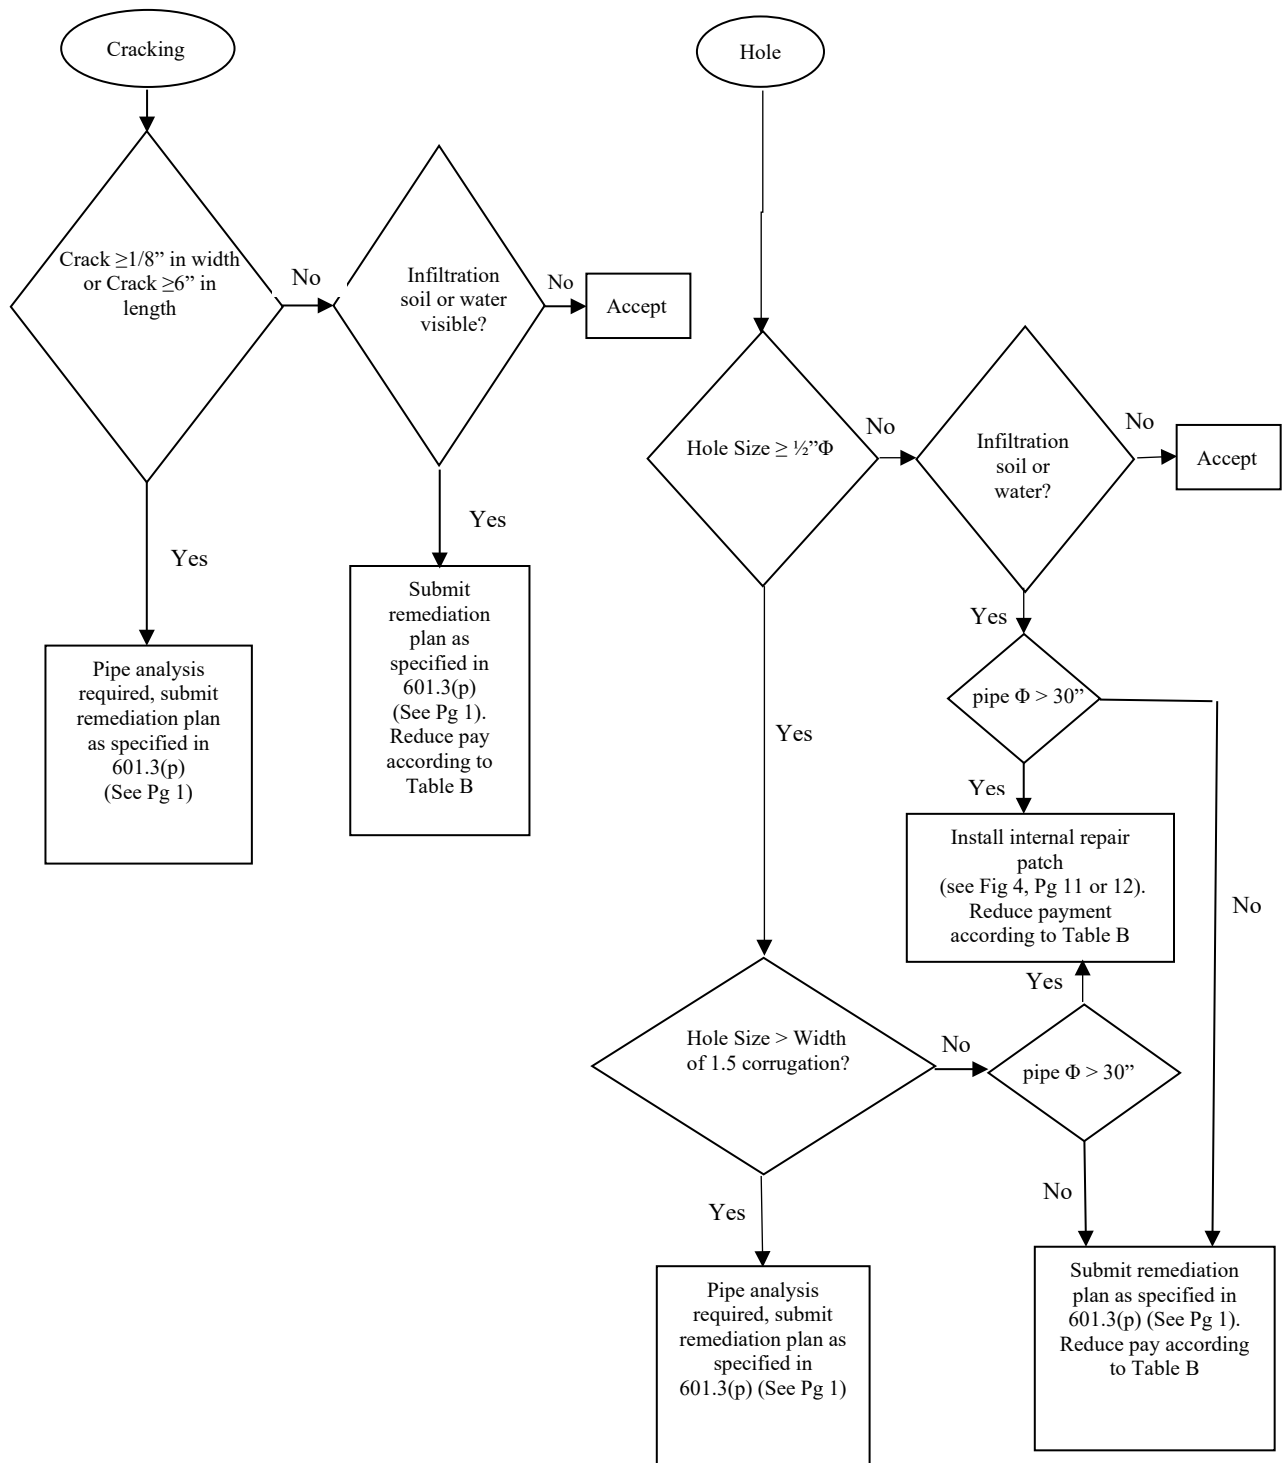 Cracking
Crack ≥1/8” in width
or Crack ≥6” in
length
No
Infiltration
soil or water
visible?
No
Accept
Yes
Submit
remediation
plan as
specified in
601.3(p)
(See Pg 1).
Reduce pay
according to
Table B
Yes
Pipe analysis
required, submit
remediation plan
as specified in
601.3(p)
(See Pg 1)
Hole
Hole Size ≥ ½”Φ
No
Infiltration
soil or
water?
No
Accept
Yes
pipe Φ > 30”
Yes
Install internal repair
patch
(see Fig 4, Pg 11 or 12).
Reduce payment
according to Table B
No
Yes
Hole Size > Width
of 1.5 corrugation?
No
pipe Φ > 30”
Yes
No
Submit remediation
plan as specified in
601.3(p) (See Pg 1).
Reduce pay according
to Table B
Yes
Pipe analysis
required, submit
remediation plan as
specified in
601.3(p) (See Pg 1)